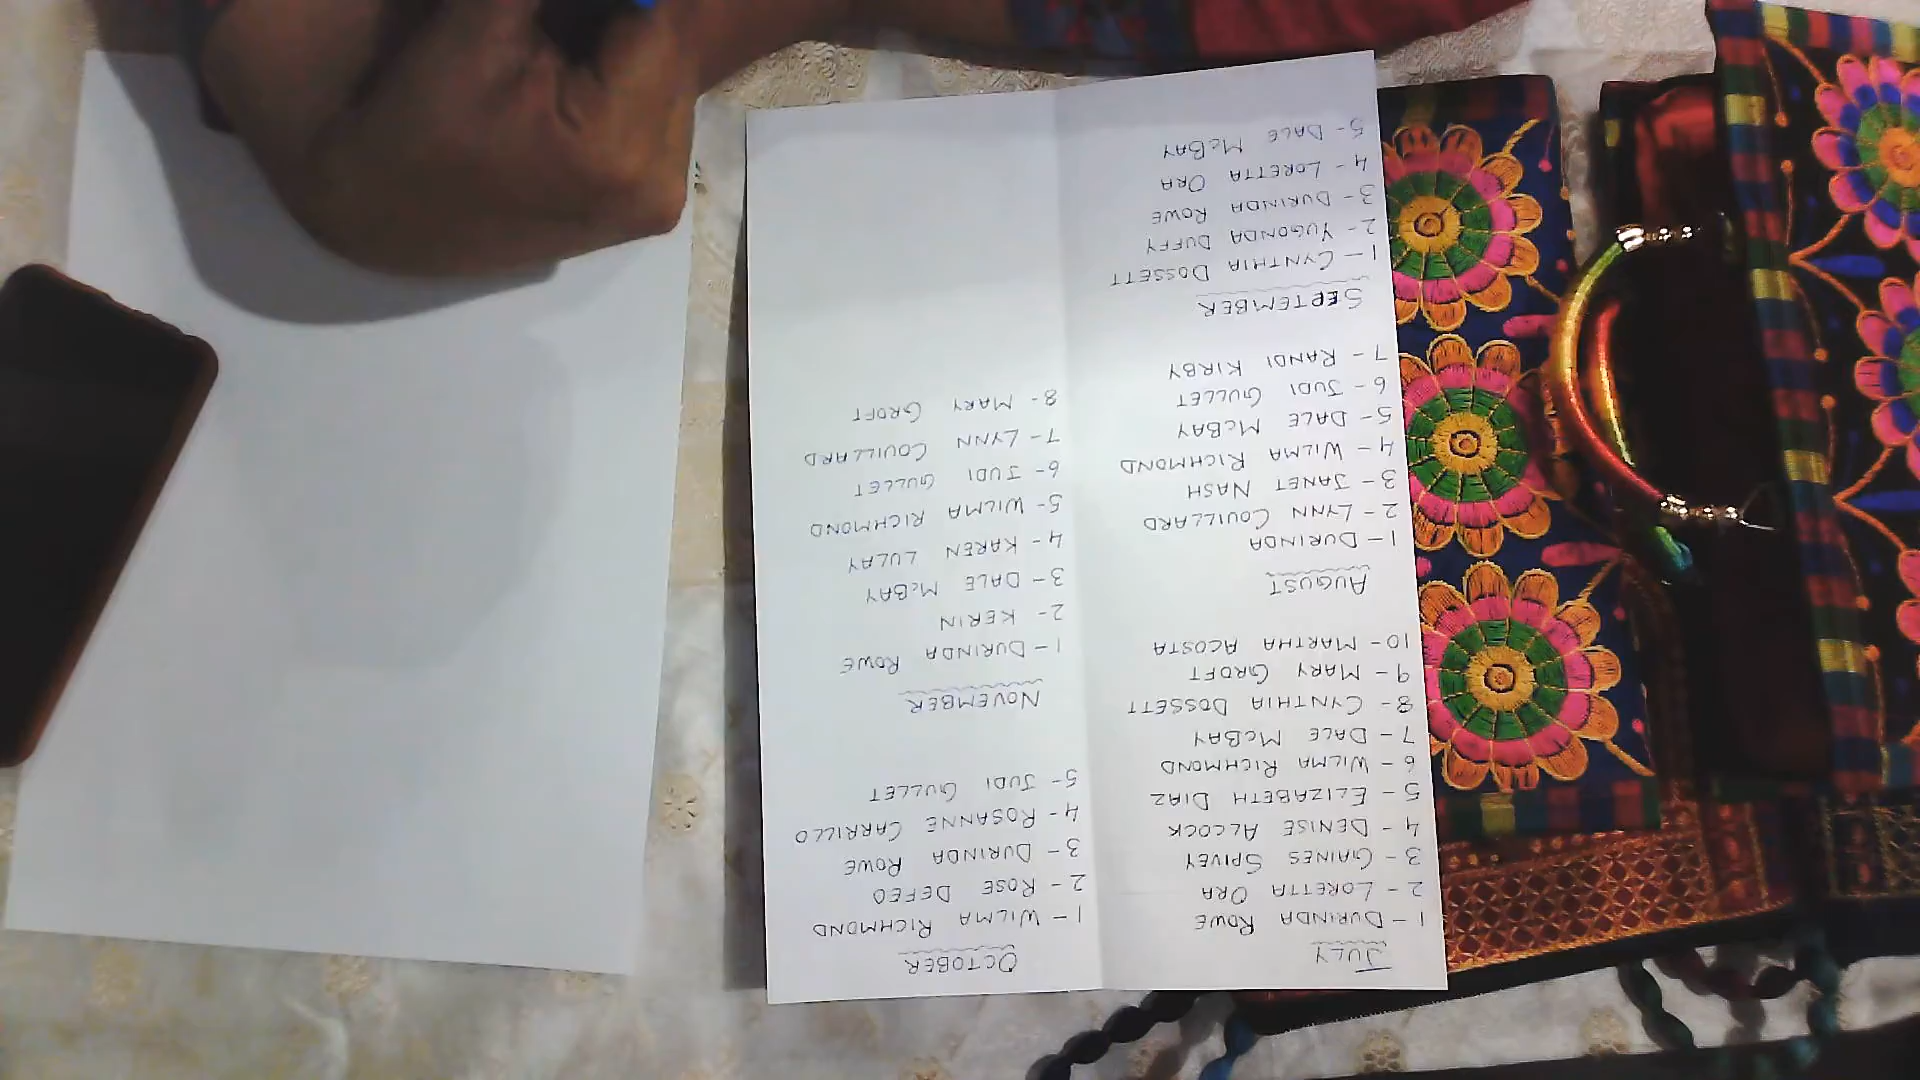 JULY
1 - DURINDA ROWE
2 - LORETTA ORA
3 - GAINES SPIVEY
4 - DENISE ALCOCK
5 - ELIZABETH DIAZ
6 - WILMA RICHMOND
7 - DALE McBAY
8 - CYNTHIA DOSSETT
9 - MARY GROFT
10 - MARTHA ACOSTA
AUGUST
1 - DURINDA
2 - LYNN COUILLARD
3 - JANET NASH
4 - WILMA RICHMOND
5 - DALE McBAY
6 - JUDI GULLET
7 - RANDI KIRBY
SEPTEMBER
1 - CYNTHIA DOSSETT
2 - YUGONDA DUFFY
3 - DURINDA ROWE
4 - LORETTA ORA
5 - DALE McBAY
OCTOBER
1 - WILMA RICHMOND
2 - ROSE DEFEO
3 - DURINDA ROWE
4 - ROSANNE CARRILLO
5 - JUDI GULLET
NOVEMBER
1 - DURINDA ROWE
2 - KERIN
3 - DALE McBAY
4 - KAREN LULAY
5 - WILMA RICHMOND
6 - JUDI GULLET
7 - LYNN COUILLARD
8 - MARY GROFT